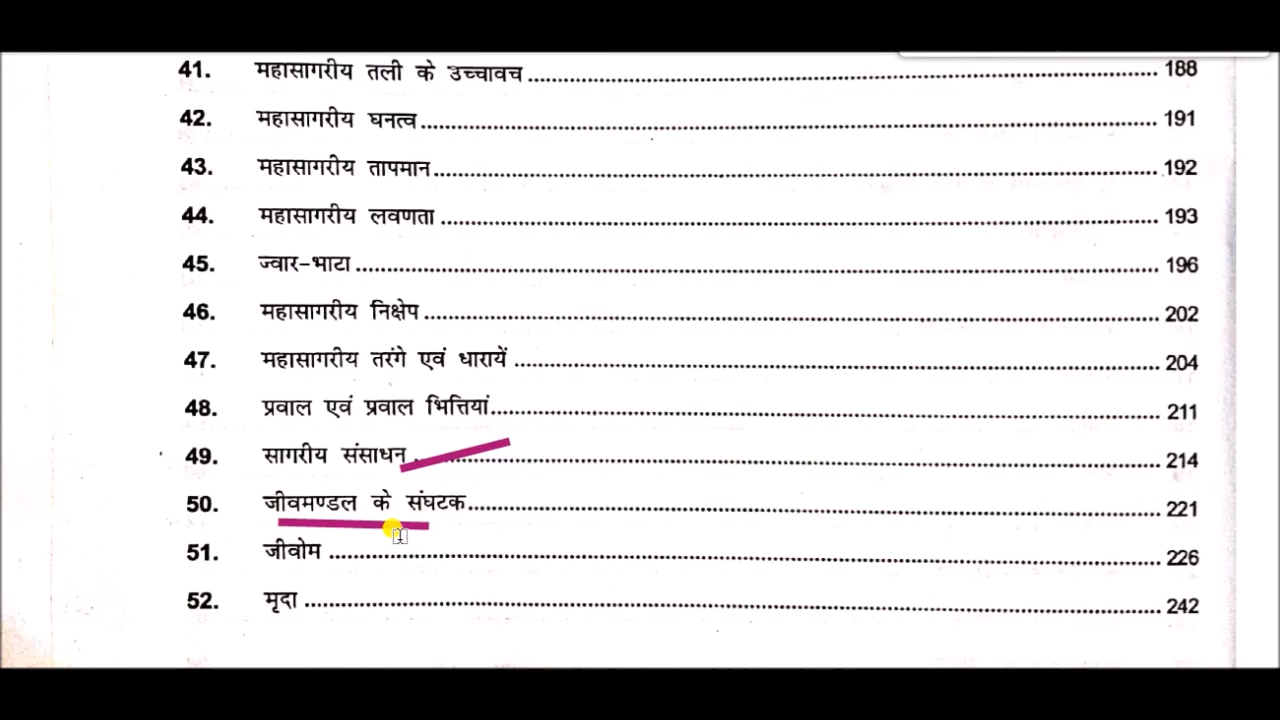 41. महासागरीय तली के उच्चावच ........ 188
42. महासागरीय घनत्व ........ 191
43. महासागरीय तापमान ........ 192
44. महासागरीय लवणता ........ 193
45. ज्वार-भाटा ........ 196
46. महासागरीय निक्षेप ........ 202
47. महासागरीय तरंगे एवं धारायें ........ 204
48. प्रवाल एवं प्रवाल भित्तियां ........ 211
49. सागरीय संसाधन ........ 214
50. जीवमण्डल के संघटक ........ 221
51. जीवोम ........ 226
52. मृदा ........ 242